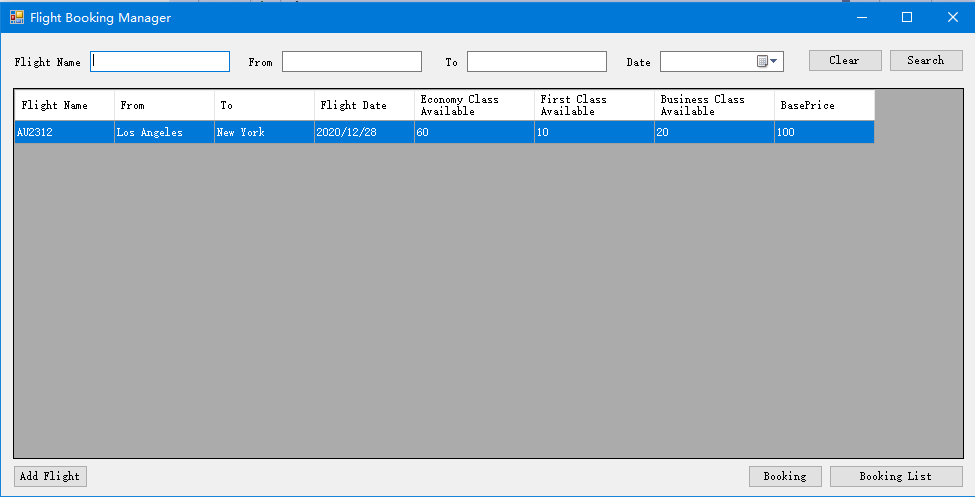 Flight Booking Manager
Flight Name From To Date Clear Search
Flight Name From To Flight Date Economy Class Available First Class Available Business Class Available BasePrice
AU2312 Los Angeles New York 2020/12/28 60 10 20 100
Add Flight Booking Booking List